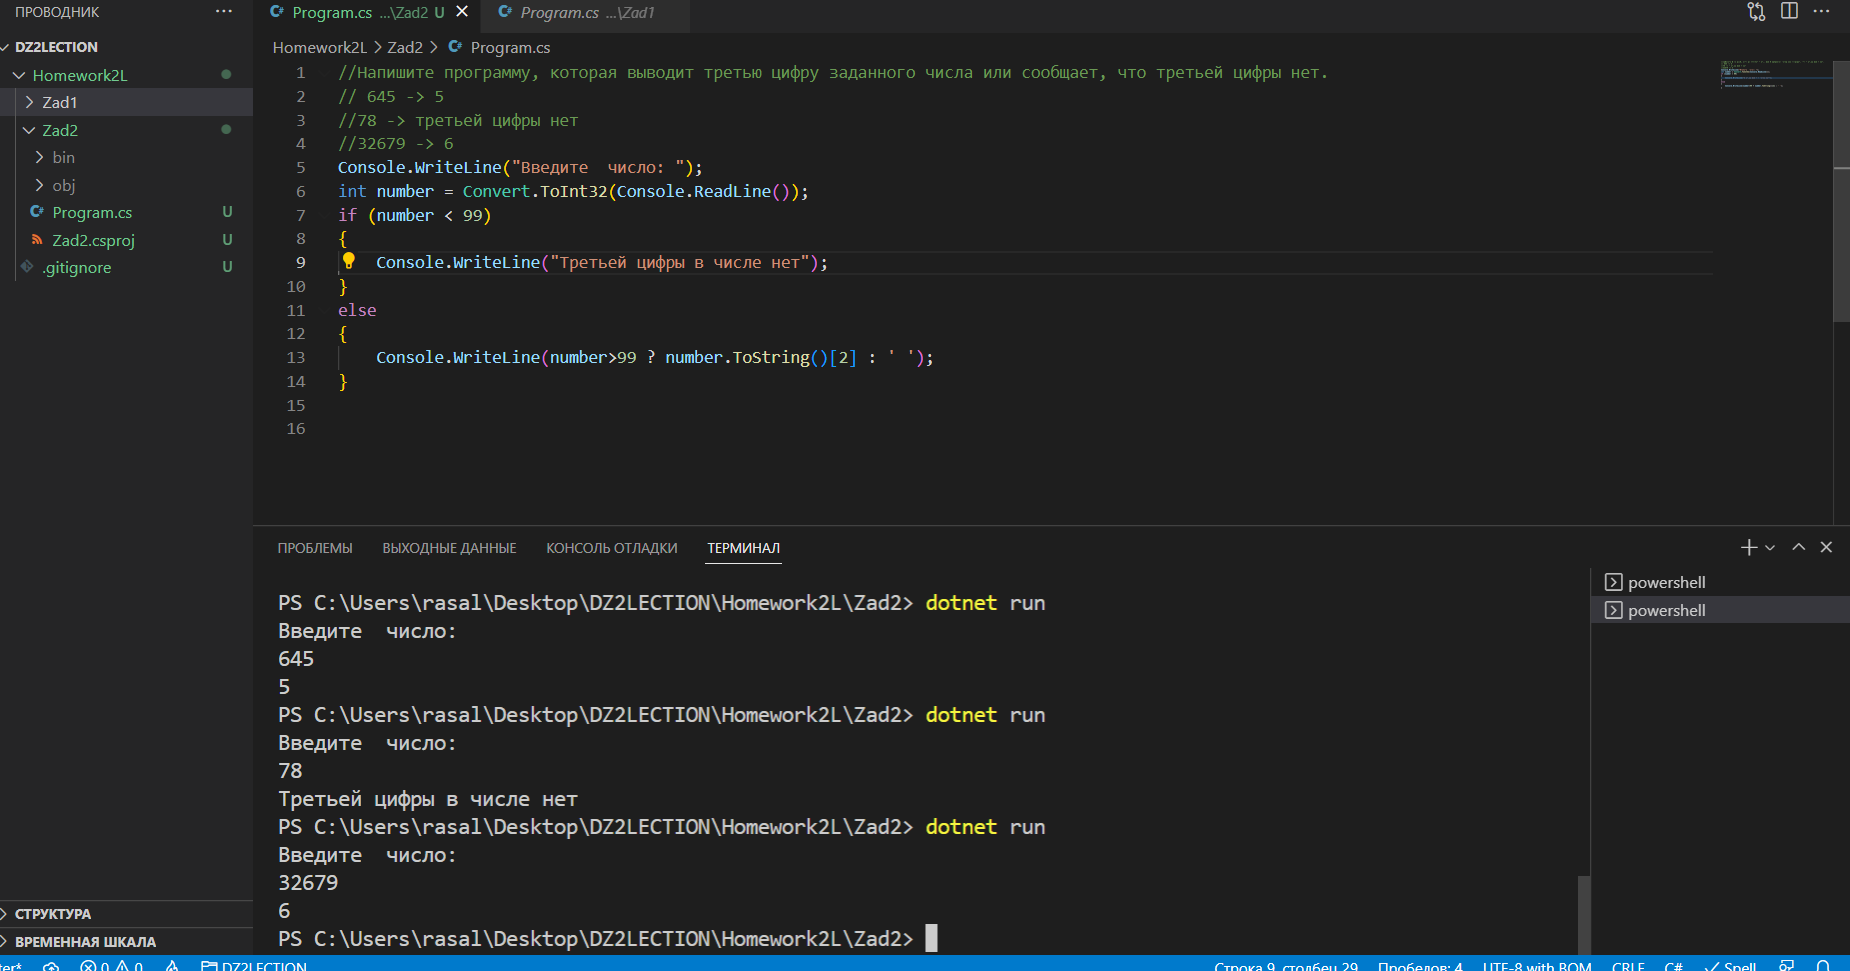 ПРОВОДНИК ···
DZ2LECTION
Homework2L
Zad1
Zad2
bin
obj
Program.cs U
Zad2.csproj U
.gitignore U
СТРУКТУРА
ВРЕМЕННАЯ ШКАЛА
Program.cs ...\Zad2 U
Program.cs ...\Zad1
Homework2L > Zad2 > Program.cs
1 //Напишите программу, которая выводит третью цифру заданного числа или сообщает, что третьей цифры нет.
2 // 645 -> 5
3 //78 -> третьей цифры нет
4 //32679 -> 6
5 Console.WriteLine("Введите  число: ");
6 int number = Convert.ToInt32(Console.ReadLine());
7 if (number < 99)
8 {
9 Console.WriteLine("Третьей цифры в числе нет");
10 }
11 else
12 {
13 Console.WriteLine(number>99 ? number.ToString()[2] : ' ');
14 }
15
16
ПРОБЛЕМЫ ВЫХОДНЫЕ ДАННЫЕ КОНСОЛЬ ОТЛАДКИ ТЕРМИНАЛ
PS C:\Users\rasal\Desktop\DZ2LECTION\Homework2L\Zad2> dotnet run
Введите  число:
645
5
PS C:\Users\rasal\Desktop\DZ2LECTION\Homework2L\Zad2> dotnet run
Введите  число:
78
Третьей цифры в числе нет
PS C:\Users\rasal\Desktop\DZ2LECTION\Homework2L\Zad2> dotnet run
Введите  число:
32679
6
PS C:\Users\rasal\Desktop\DZ2LECTION\Homework2L\Zad2>
powershell
powershell
0 0 DZ2LECTION Строка 9, столбец 29 Пробелов: 4 UTF-8 with BOM CRLF C# Spell